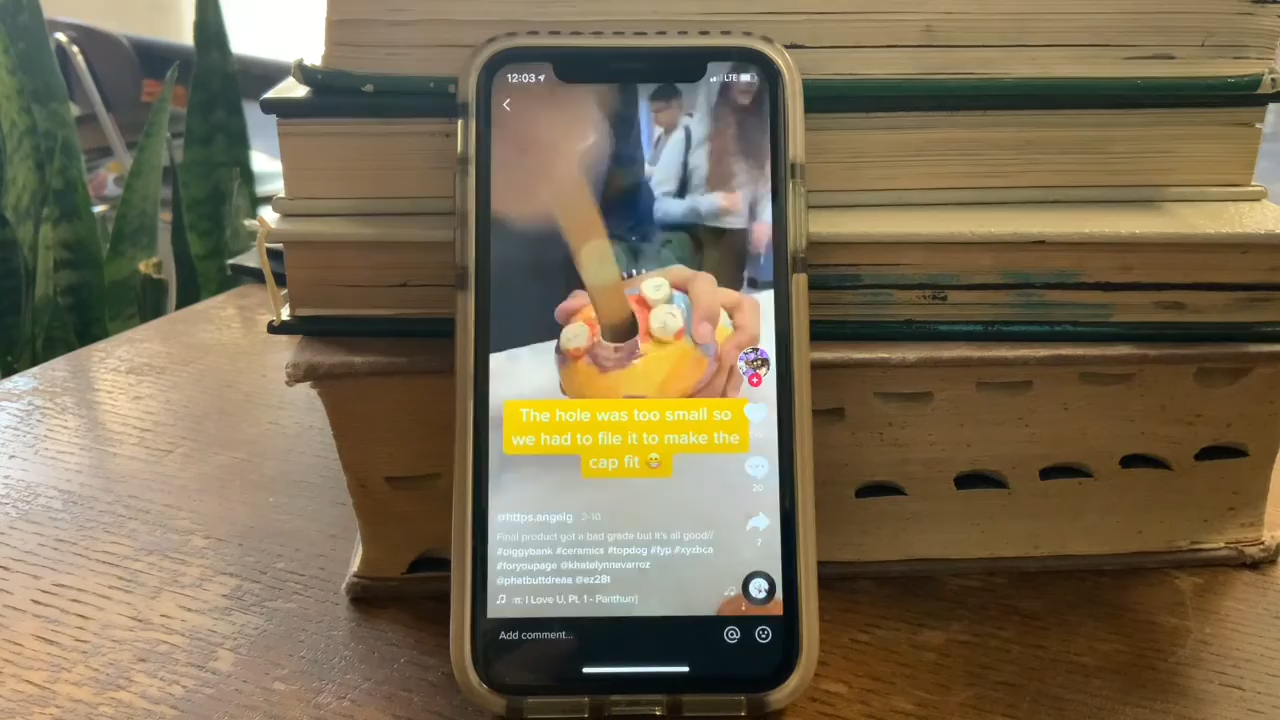 12:03
LTE
The hole was too small so
we had to file it to make the
cap fit 😁
20
7
@https.angelg 2-10
Final product got a bad grade but it's all good//
#piggybank #ceramics #topdog #fyp #xyzbca
#foryoupage @khatelynnavarroz
@phatbuttdreaa @ez28t
I Love U, Pt. 1 - Panthurr]
Add comment...